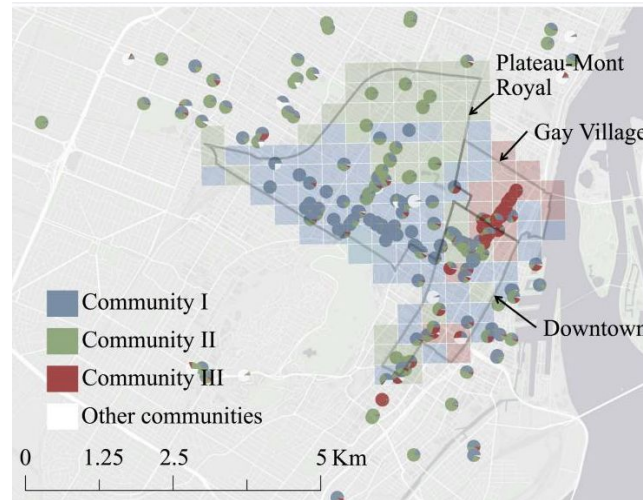 Plateau-Mont
Royal
Gay Village
Downtown
Community I
Community II
Community III
Other communities
0 1.25 2.5 5 Km